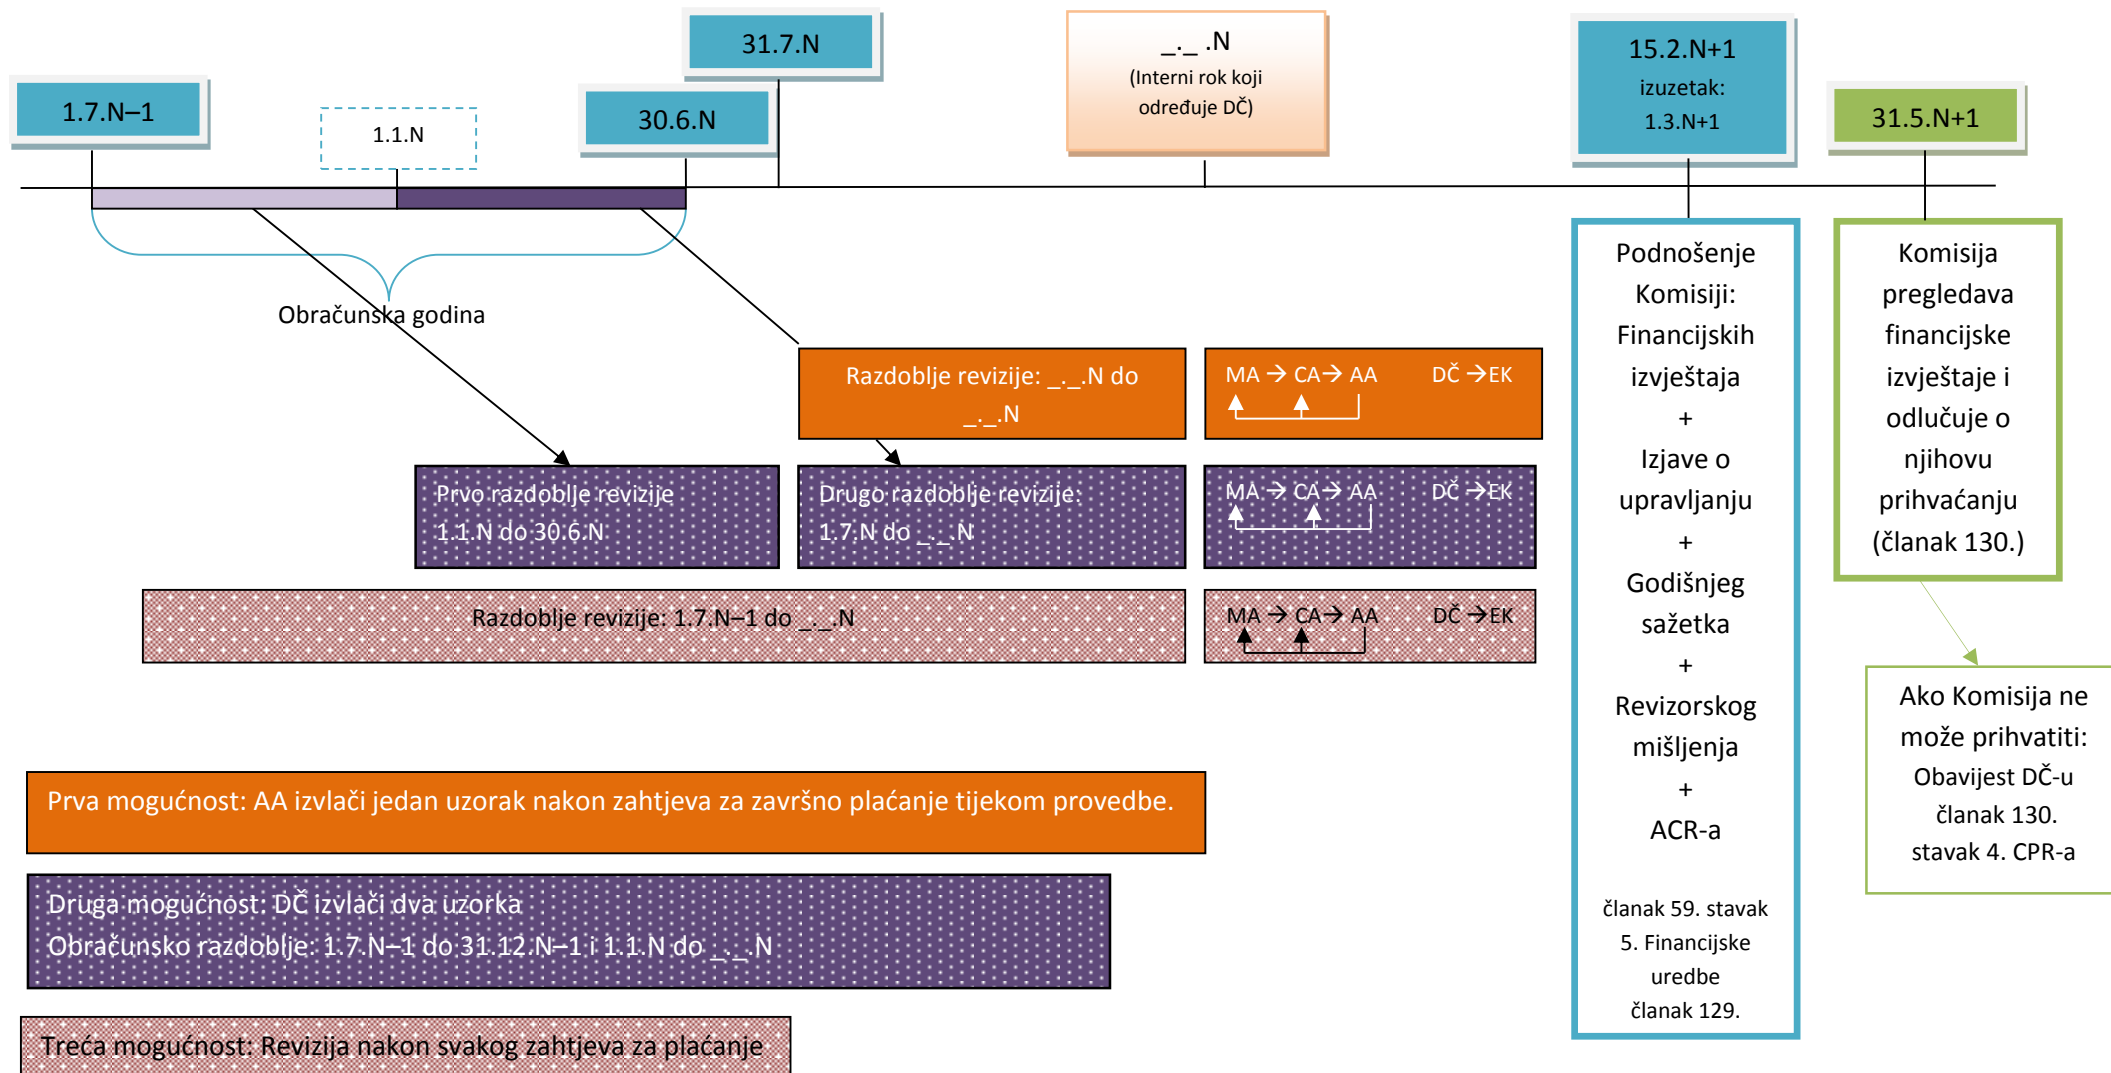 31.7.N
_._ .N
(Interni rok koji
određuje DČ)
15.2.N+1
izuzetak:
1.3.N+1
1.7.N–1
1.1.N
30.6.N
31.5.N+1
Obračunska godina
Podnošenje
Komisiji:
Financijskih
izvještaja
+
Izjave o
upravljanju
+
Godišnjeg
sažetka
+
Revizorskog
mišljenja
+
ACR-a
članak 59. stavak
5. Financijske
uredbe
članak 129.
Komisija
pregledava
financijske
izvještaje i
odlučuje o
njihovu
prihvaćanju
(članak 130.)
Ako Komisija ne
može prihvatiti:
Obavijest DČ-u
članak 130.
stavak 4. CPR-a
Razdoblje revizije: _._.N do
_._.N
MA → CA→ AA DČ →EK
Prvo razdoblje revizije
1.1.N do 30.6.N
Drugo razdoblje revizije:
1.7.N do _._.N
MA → CA→ AA DČ →EK
Razdoblje revizije: 1.7.N–1 do _._.N
MA → CA→ AA DČ →EK
Prva mogućnost: AA izvlači jedan uzorak nakon zahtjeva za završno plaćanje tijekom provedbe.
Druga mogućnost: DČ izvlači dva uzorka
Obračunsko razdoblje: 1.7.N–1 do 31.12.N–1 i 1.1.N do _._.N
Treća mogućnost: Revizija nakon svakog zahtjeva za plaćanje